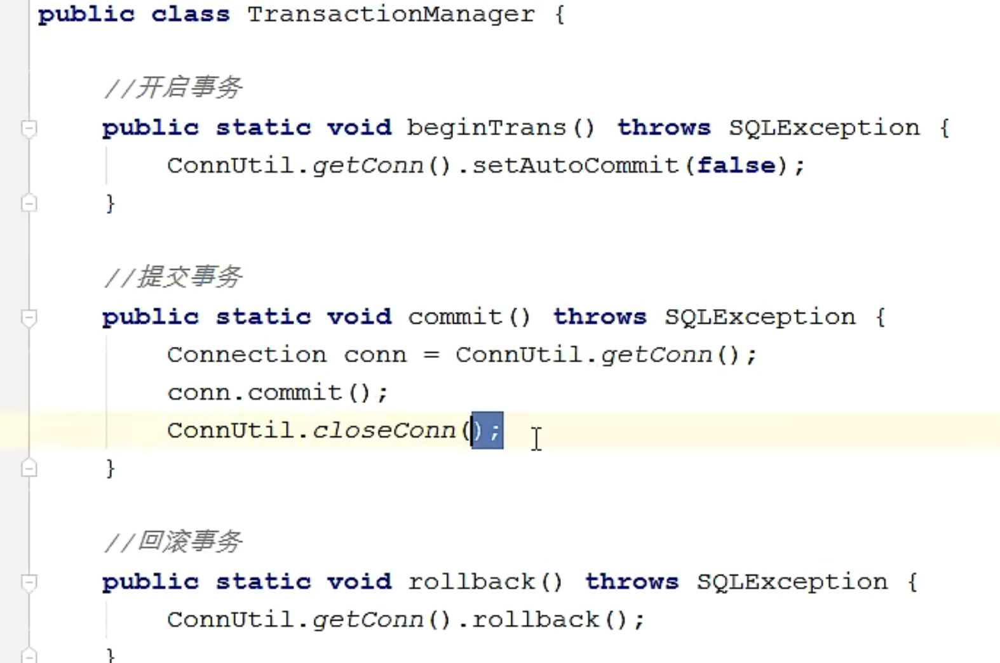 public class TransactionManager {
//开启事务
public static void beginTrans() throws SQLException {
ConnUtil.getConn().setAutoCommit(false);
}
//提交事务
public static void commit() throws SQLException {
Connection conn = ConnUtil.getConn();
conn.commit();
ConnUtil.closeConn();
}
//回滚事务
public static void rollback() throws SQLException {
ConnUtil.getConn().rollback();
}